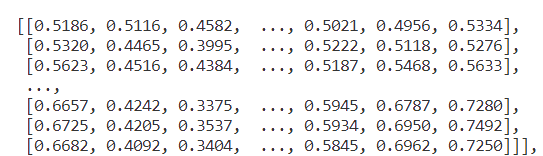 [[0.5186, 0.5116, 0.4582,  ..., 0.5021, 0.4956, 0.5334],
[0.5320, 0.4465, 0.3995,  ..., 0.5222, 0.5118, 0.5276],
[0.5623, 0.4516, 0.4384,  ..., 0.5187, 0.5468, 0.5633],
...,
[0.6657, 0.4242, 0.3375,  ..., 0.5945, 0.6787, 0.7280],
[0.6725, 0.4205, 0.3537,  ..., 0.5934, 0.6950, 0.7492],
[0.6682, 0.4092, 0.3404,  ..., 0.5845, 0.6962, 0.7250]]],